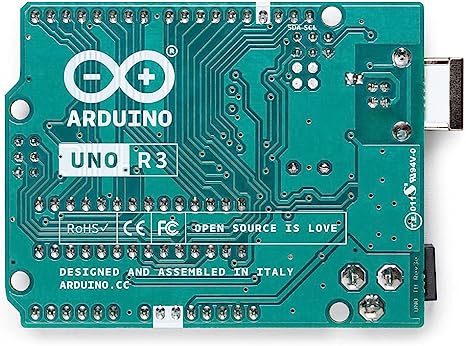 SDA-SCL
ARDUINO
UNO R3
RoHS CE FC OPEN SOURCE IS LOVE
DESIGNED AND ASSEMBLED IN ITALY
ARDUINO.CC
94V-0